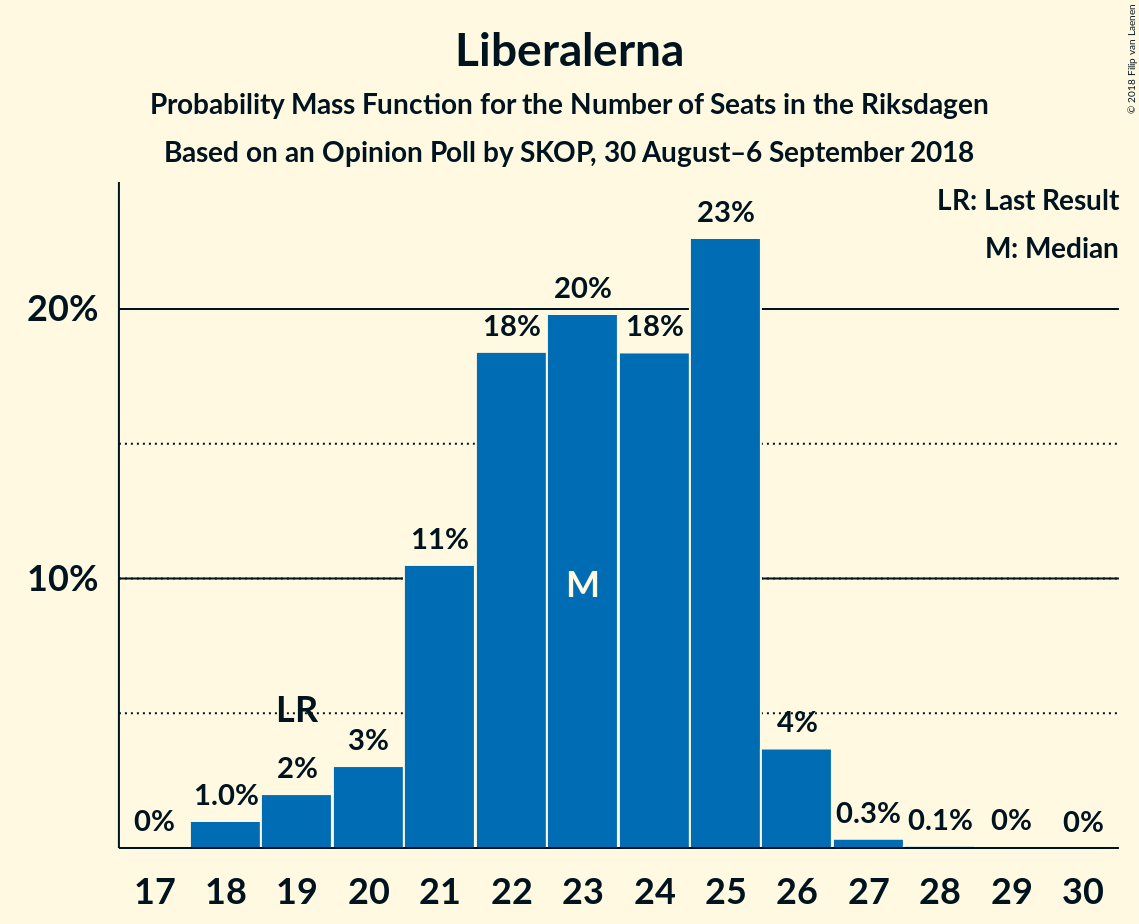 Liberalerna
Probability Mass Function for the Number of Seats in the Riksdagen
Based on an Opinion Poll by SKOP, 30 August–6 September 2018
© 2018 Filip van Laenen
LR: Last Result
M: Median
20%
10%
0%
1.0%
LR
2%
3%
11%
18%
20%
M
18%
23%
4%
0.3%
0.1%
0%
0%
17 18 19 20 21 22 23 24 25 26 27 28 29 30